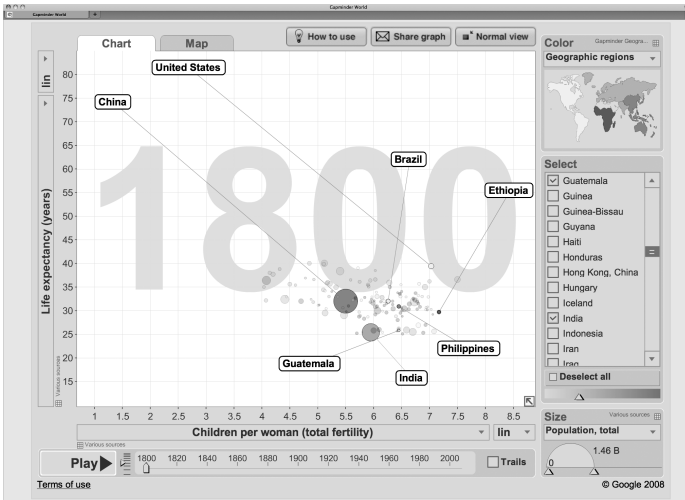 Gapminder World
Gapminder World
Chart
Map
How to use
Share graph
Normal view
Color
Gapminder Geogra...
Geographic regions
lin
Life expectancy (years)
Various sources
80
75
70
65
60
55
50
45
40
35
30
25
20
15
1800
United States
China
Brazil
Ethiopia
Philippines
Guatemala
India
1 1.5 2 2.5 3 3.5 4 4.5 5 5.5 6 6.5 7 7.5 8 8.5
Children per woman (total fertility)
lin
Various sources
Select
Guatemala
Guinea
Guinea-Bissau
Guyana
Haiti
Honduras
Hong Kong, China
Hungary
Iceland
India
Indonesia
Iran
Iraq
Deselect all
Size
Various sources
Population, total
1.46 B
0
Play
1800 1820 1840 1860 1880 1900 1920 1940 1960 1980 2000
Trails
Terms of use
© Google 2008